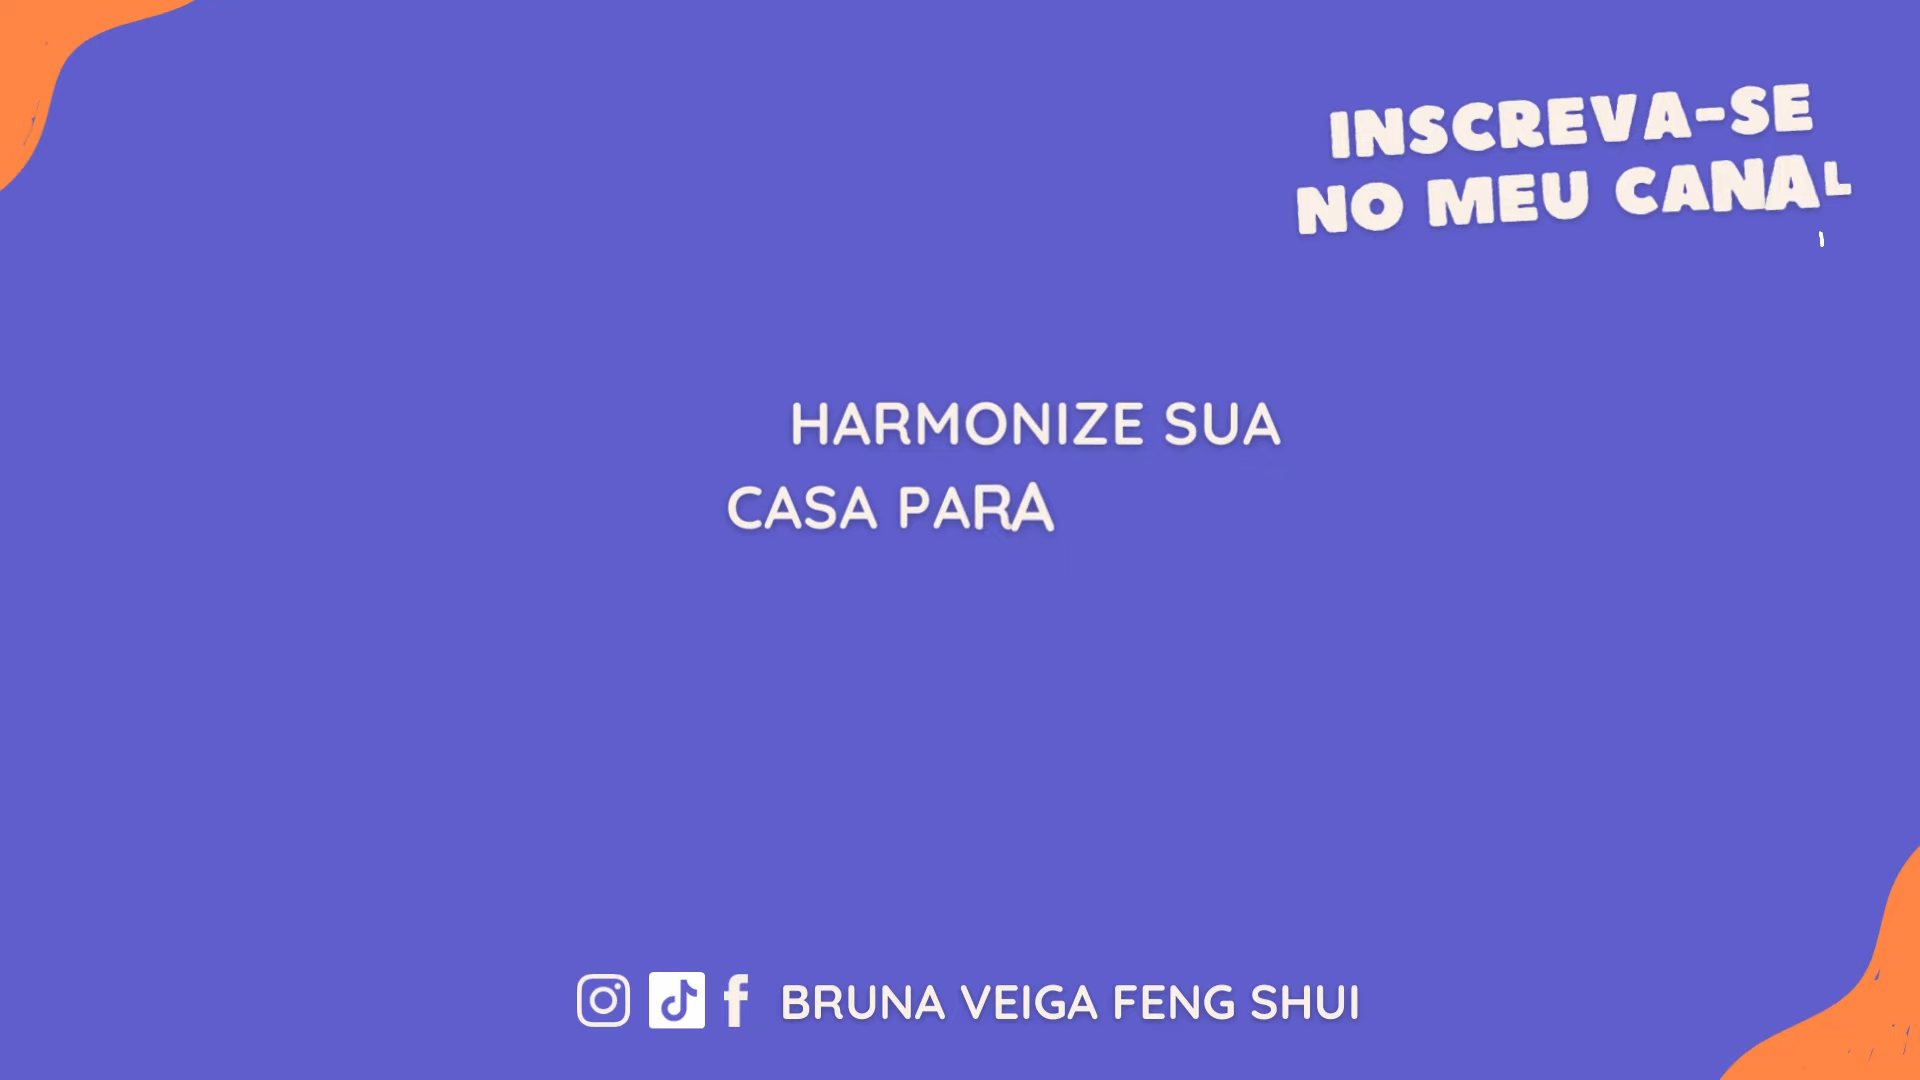 INSCREVA-SE
NO MEU CANAL
HARMONIZE SUA
CASA PARA
BRUNA VEIGA FENG SHUI